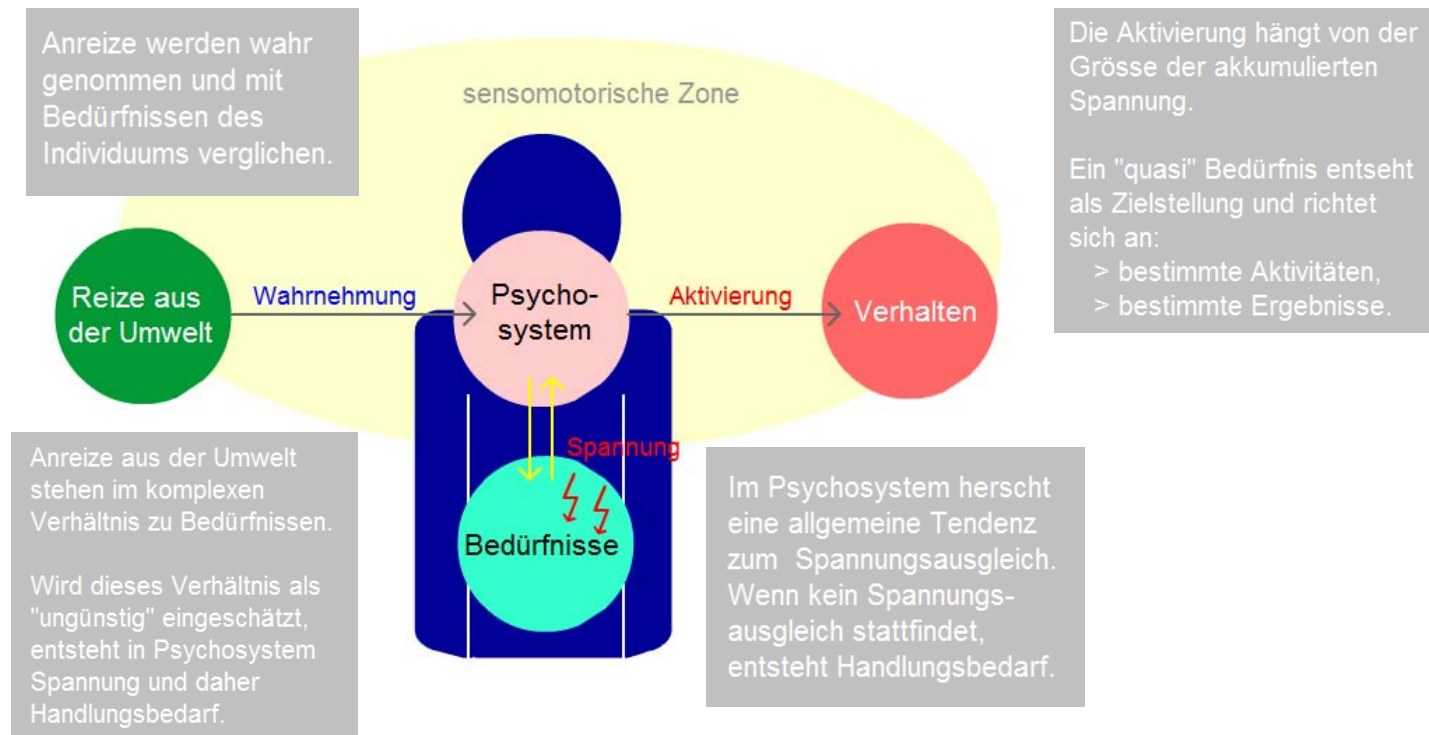 Anreize werden wahr
genommen und mit
Bedürfnissen des
Individuums verglichen.
sensomotorische Zone
Die Aktivierung hängt von der
Grösse der akkumulierten
Spannung.
Ein "quasi" Bedürfnis entseht
als Zielstellung und richtet
sich an:
> bestimmte Aktivitäten,
> bestimmte Ergebnisse.
Reize aus
der Umwelt
Wahrnehmung
Psycho-
system
Aktivierung
Verhalten
Spannung
Bedürfnisse
Anreize aus der Umwelt
stehen im komplexen
Verhältnis zu Bedürfnissen.
Wird dieses Verhältnis als
"ungünstig" eingeschätzt,
entsteht in Psychosystem
Spannung und daher
Handlungsbedarf.
Im Psychosystem herscht
eine allgemeine Tendenz
zum Spannungsausgleich.
Wenn kein Spannungs-
ausgleich stattfindet,
entsteht Handlungsbedarf.